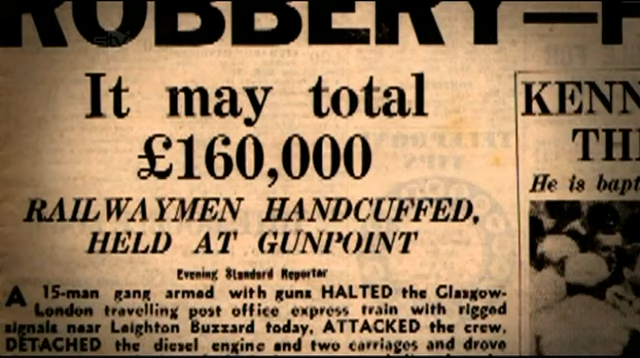 ROBBERY—
It may total
£160,000
RAILWAYMEN HANDCUFFED,
HELD AT GUNPOINT
Evening Standard Reporter
A 15-man gang armed with guns HALTED the Glasgow-
London travelling post office express train with rigged
signals near Leighton Buzzard today, ATTACKED the crew,
DETACHED the diesel engine and two carriages and drove
KENN
TH
He is bapt